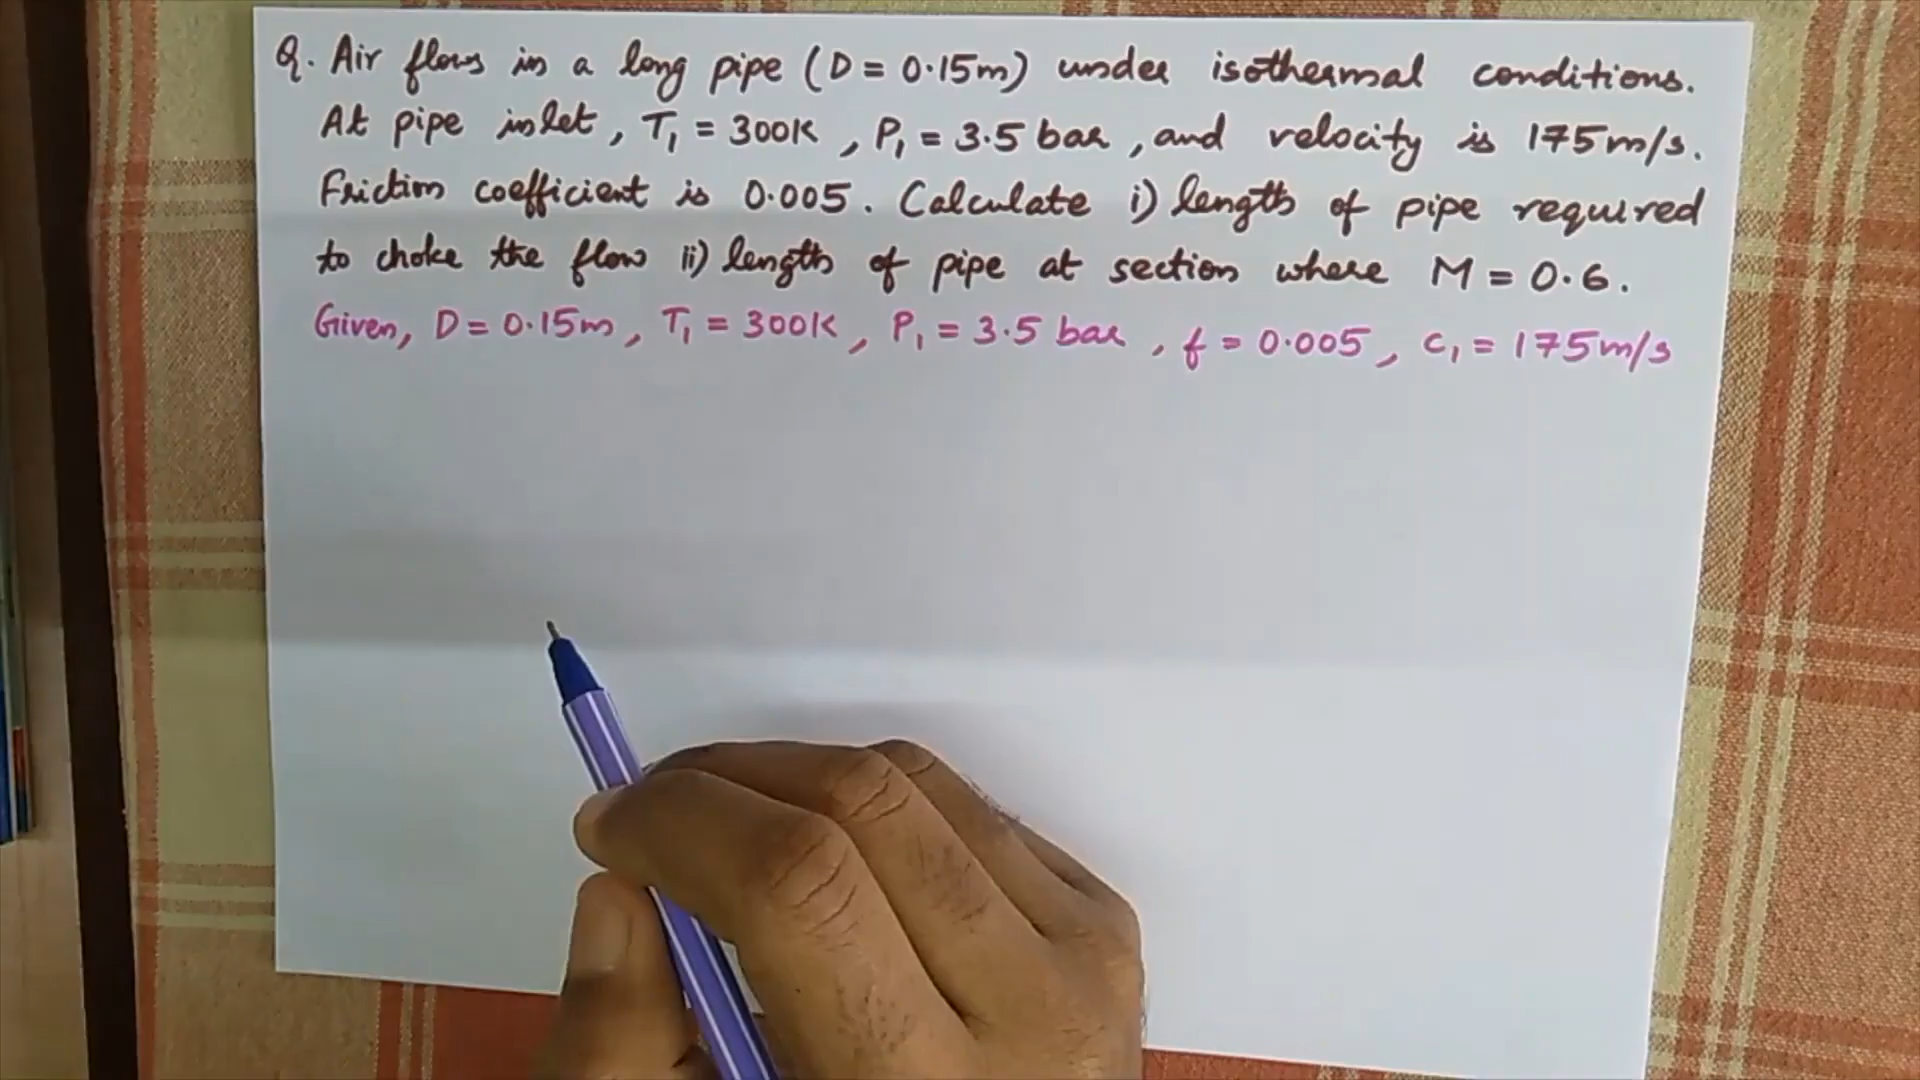 Q. Air flows in a long pipe (D = 0.15m) under isothermal conditions.
At pipe inlet, T₁ = 300K, P₁ = 3.5 bar, and velocity is 175m/s.
Friction coefficient is 0.005. Calculate i) length of pipe required
to choke the flow ii) length of pipe at section where M = 0.6.
Given, D = 0.15m, T₁ = 300K, P₁ = 3.5 bar, f = 0.005, c₁ = 175m/s